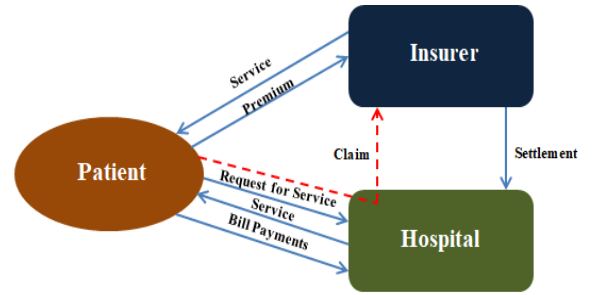 Insurer
Service
Premium
Claim
Settlement
Patient
Request for Service
Service
Bill Payments
Hospital